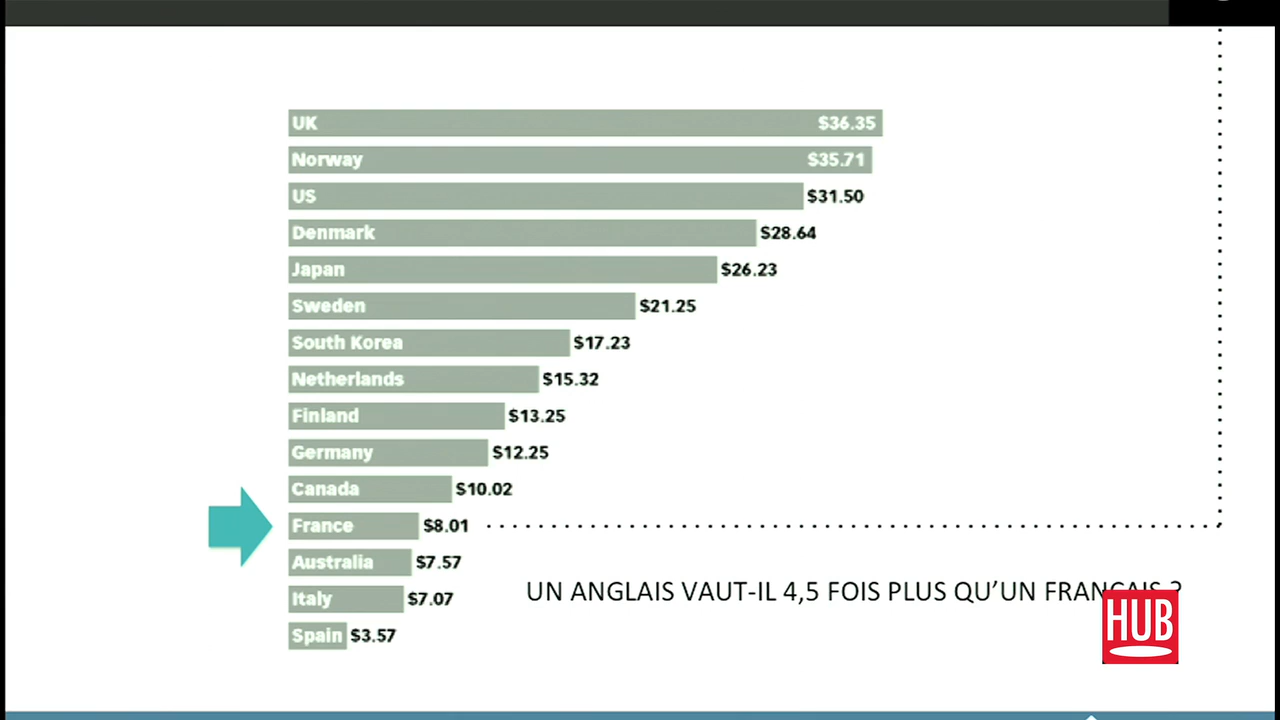 UK $36.35
Norway $35.71
US $31.50
Denmark $28.64
Japan $26.23
Sweden $21.25
South Korea $17.23
Netherlands $15.32
Finland $13.25
Germany $12.25
Canada $10.02
France $8.01
Australia $7.57
UN ANGLAIS VAUT-IL 4,5 FOIS PLUS QU’UN FRANÇAIS ?
Italy $7.07
HUB
Spain $3.57